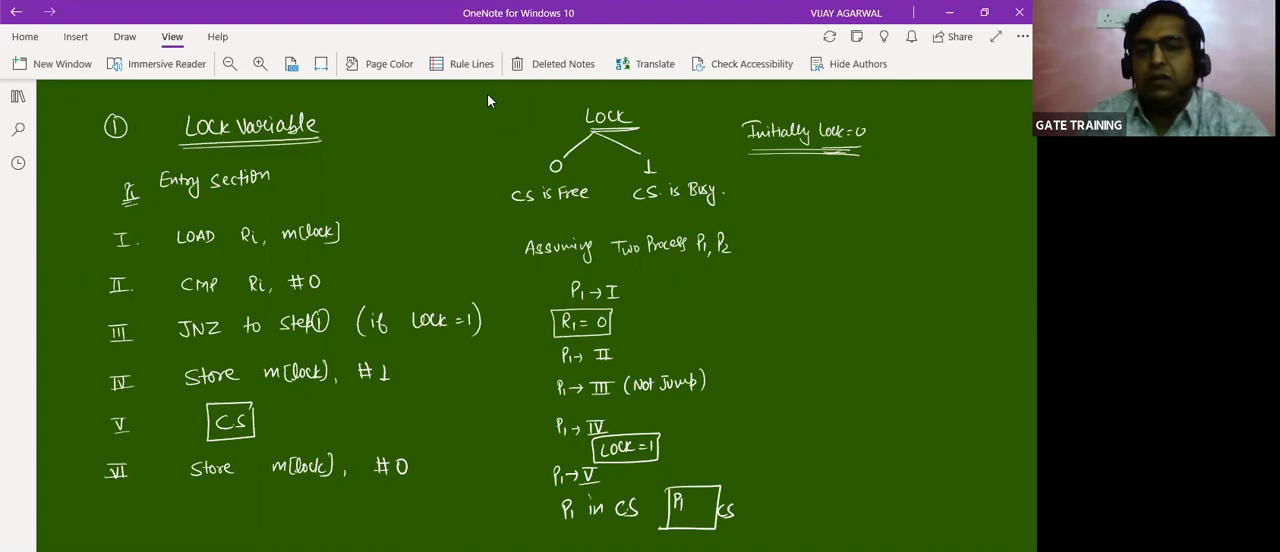 OneNote for Windows 10
VIJAY AGARWAL
Home Insert Draw View Help
Share
New Window Immersive Reader Page Color Rule Lines Deleted Notes Translate Check Accessibility Hide Authors
GATE TRAINING
① LOCK Variable
Pi Entry section
I. LOAD Ri, m[lock]
II. CMP Ri, #0
III JNZ to Step① (if LOCK=1)
IV Store m[lock], #1
V CS
VI Store m[lock], #0
LOCK
0 1
CS is Free CS. is Busy.
Assuming Two Process P1, P2
P1→ I
R1 = 0
P1→ II
P1→ III (Not Jump)
P1→ IV
LOCK=1
P1→ V
P1 in CS P1 CS
Initially lock=0